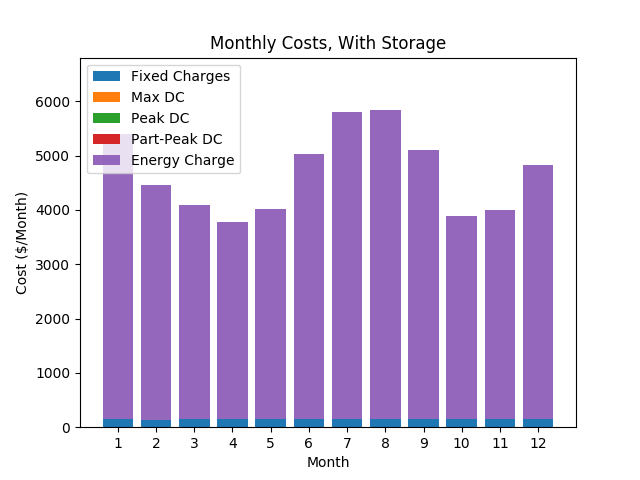 Monthly Costs, With Storage
Fixed Charges
Max DC
Peak DC
Part-Peak DC
Energy Charge
Cost ($/Month)
6000
5000
4000
3000
2000
1000
0
1 2 3 4 5 6 7 8 9 10 11 12
Month